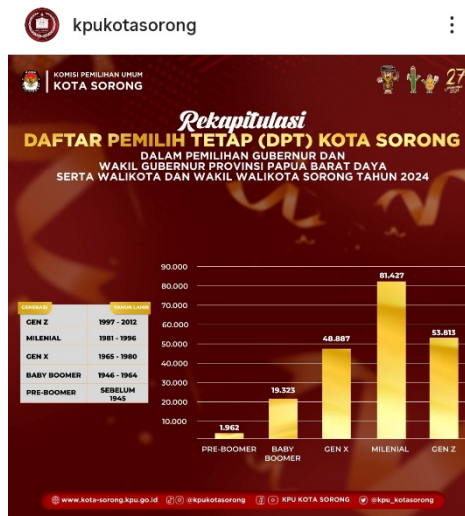 kpukotasorong
KOMISI PEMILIHAN UMUM
KOTA SORONG
27
Rekapitulasi
DAFTAR PEMILIH TETAP (DPT) KOTA SORONG
DALAM PEMILIHAN GUBERNUR DAN
WAKIL GUBERNUR PROVINSI PAPUA BARAT DAYA
SERTA WALIKOTA DAN WAKIL WALIKOTA SORONG TAHUN 2024
GENERASI TAHUN LAHIR
GEN Z 1997 - 2012
MILENIAL 1981 - 1996
GEN X 1965 - 1980
BABY BOOMER 1946 - 1964
PRE-BOOMER SEBELUM
1945
90.000
80.000
70.000
60.000
50.000
40.000
30.000
20.000
10.000
1.962
19.323
48.887
81.427
53.813
PRE-BOOMER BABY BOOMER GEN X MILENIAL GEN Z
www.kota-sorong.kpu.go.id @kpukotasorong KPU KOTA SORONG @kpu_kotasorong